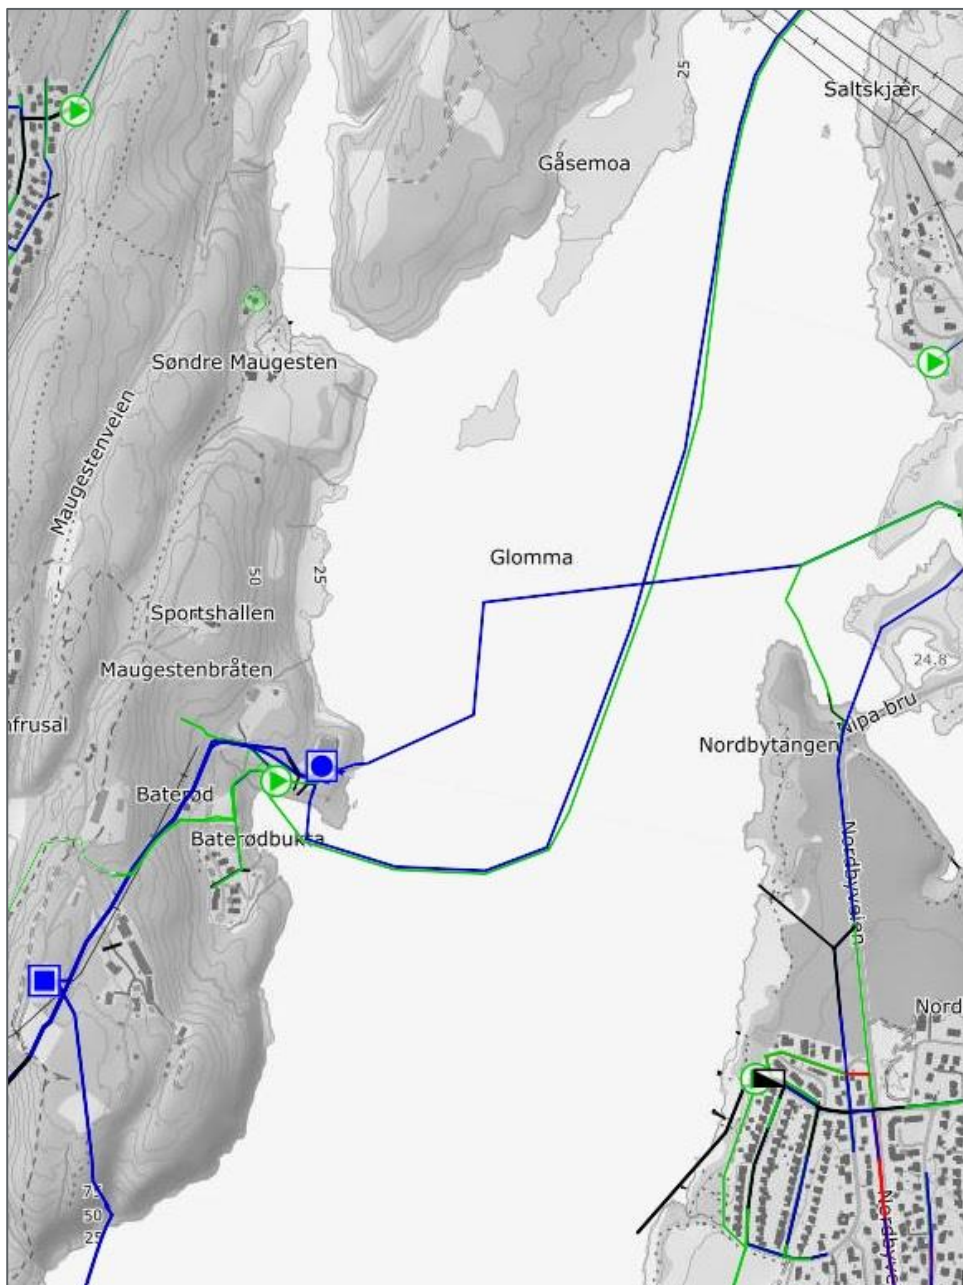 25
Saltskjær
Gåsemoa
Søndre Maugesten
Maugestenveien
Glomma
50
25
Sportshallen
Maugestenbråten
24.8
nfrusal
Nipa bru
Nordbytangen
Baterød
Baterødbukta
Nordbyveien
Nord
75
50
25
Nordbyve